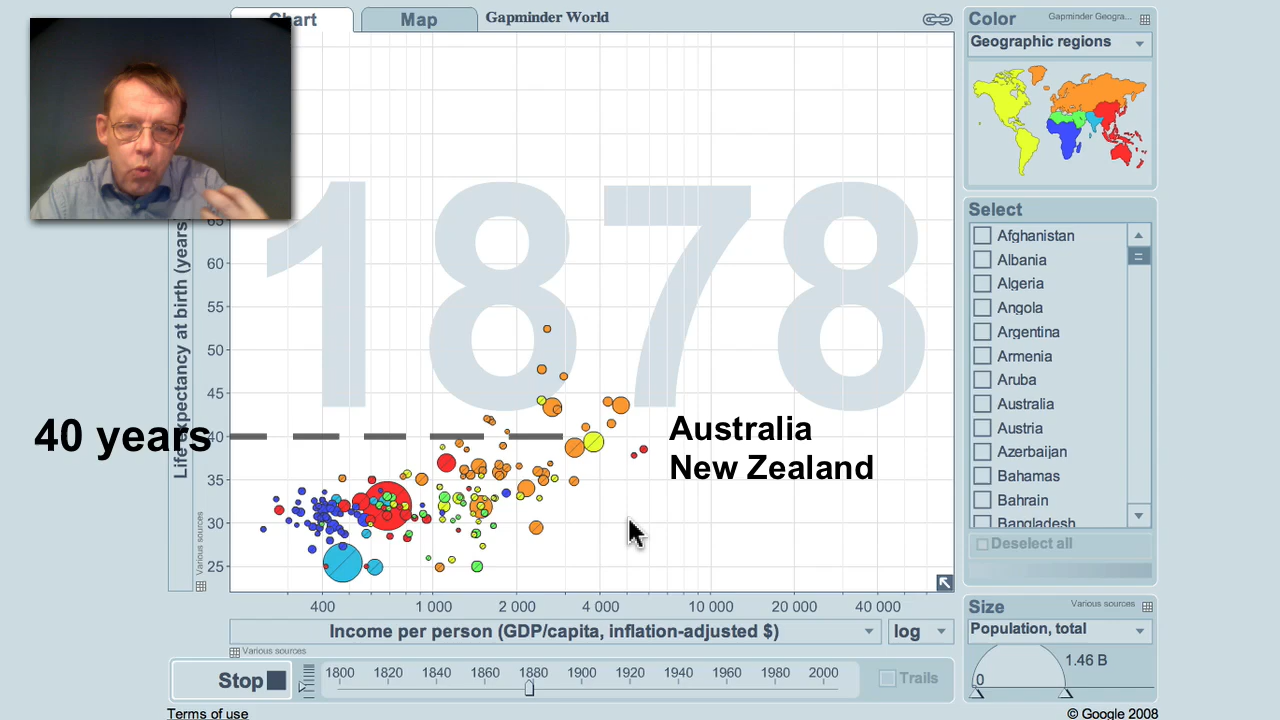 Chart
Map
Gapminder World
1878
65
60
55
50
45
40
35
30
25
Life expectancy at birth (years
Various sources
40 years
Australia
New Zealand
400
1 000
2 000
4 000
10 000
20 000
40 000
Income per person (GDP/capita, inflation-adjusted $)
log
Various sources
Stop
1800
1820
1840
1860
1880
1900
1920
1940
1960
1980
2000
Trails
Terms of use
Color
Gapminder Geogra...
Geographic regions
Select
Afghanistan
Albania
Algeria
Angola
Argentina
Armenia
Aruba
Australia
Austria
Azerbaijan
Bahamas
Bahrain
Bangladesh
Deselect all
Size
Various sources
Population, total
1.46 B
0
© Google 2008